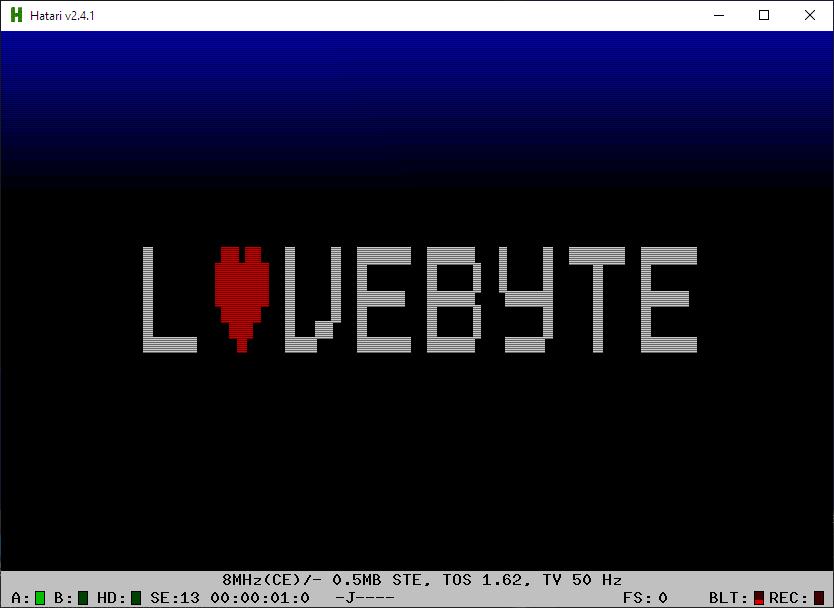 Hatari v2.4.1
L♥VEBYTE
8MHz(CE)/- 0.5MB STE, TOS 1.62, TV 50 Hz
A: B: HD: SE:13 00:00:01:0 -J---- FS: 0 BLT: REC: